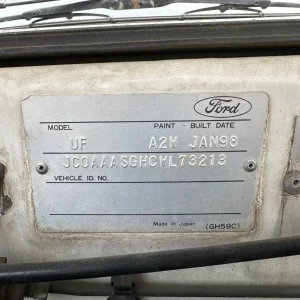 Ford
MODEL PAINT - BUILT DATE
UF A2M JAN98
JC0AAASGHCML73213
VEHICLE ID. NO.
Made in Japan (GH59C)